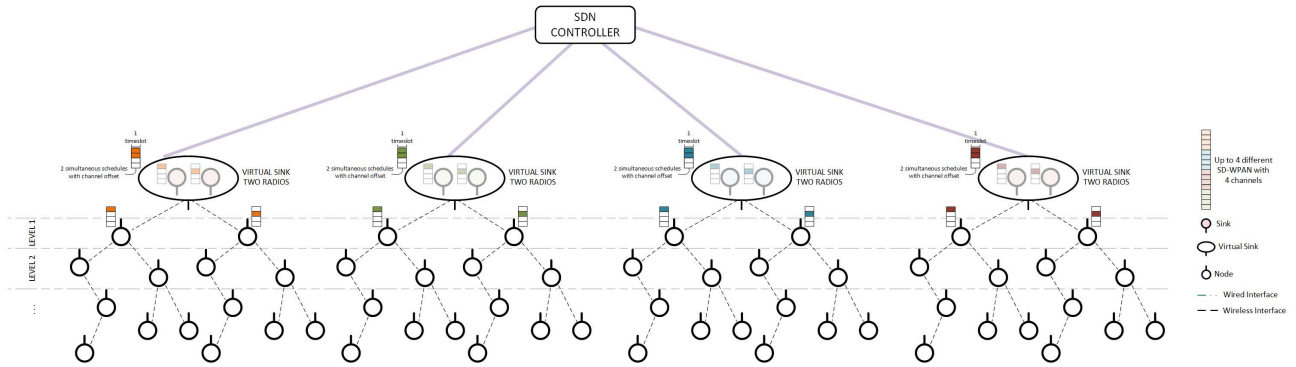 SDN
CONTROLLER
1
timeslot
2 simultaneous schedules
with channel offset
VIRTUAL SINK
TWO RADIOS
1
timeslot
2 simultaneous schedules
with channel offset
VIRTUAL SINK
TWO RADIOS
1
timeslot
2 simultaneous schedules
with channel offset
VIRTUAL SINK
TWO RADIOS
1
timeslot
2 simultaneous schedules
with channel offset
VIRTUAL SINK
TWO RADIOS
LEVEL 1
LEVEL 2
...
Up to 4 different
SD-WPAN with
4 channels
Sink
Virtual Sink
Node
Wired Interface
Wireless Interface